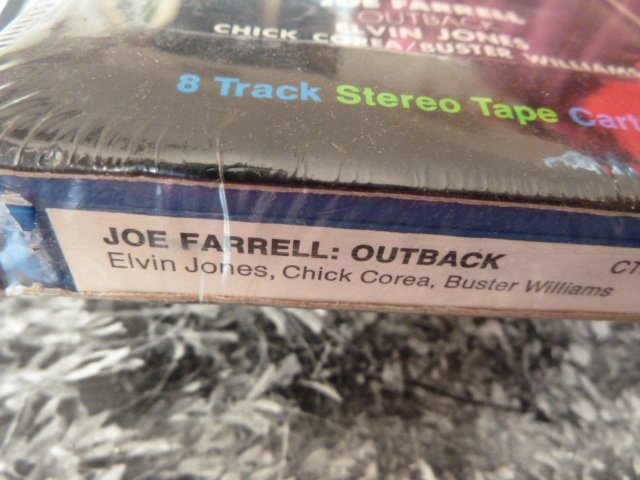 JOE FARRELL
OUTBACK
ELVIN JONES
CHICK COREA/BUSTER WILLIAMS
8 Track Stereo Tape Cart
JOE FARRELL: OUTBACK
CT
Elvin Jones, Chick Corea, Buster Williams